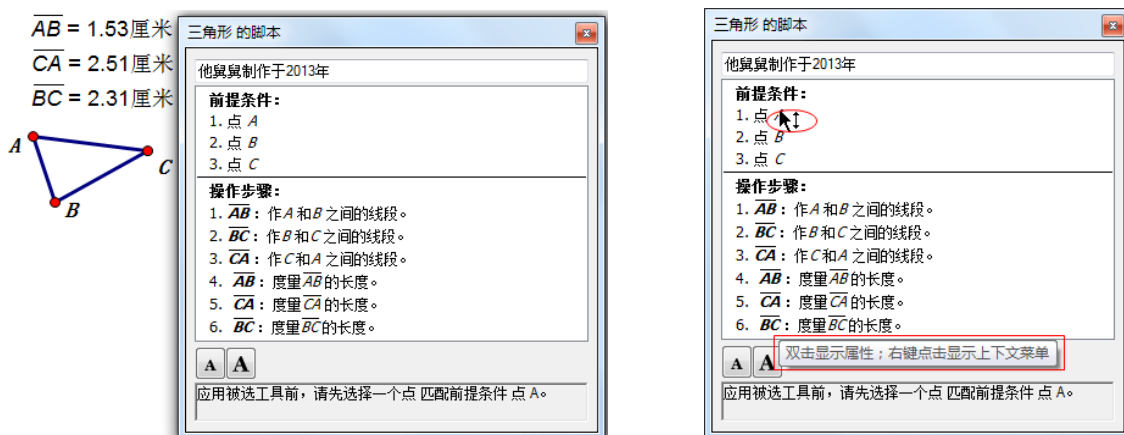 AB = 1.53厘米
CA = 2.51厘米
BC = 2.31厘米
A
B
C
三角形 的脚本
他舅舅制作于2013年
前提条件：
1. 点 A
2. 点 B
3. 点 C
操作步骤：
1. AB：作A 和B 之间的线段。
2. BC：作B 和C 之间的线段。
3. CA：作C 和A 之间的线段。
4. AB：度量AB的长度。
5. CA：度量CA的长度。
6. BC：度量BC的长度。
A A
应用被选工具前，请先选择一个点 匹配前提条件 点 A。
三角形 的脚本
他舅舅制作于2013年
前提条件：
1. 点
2. 点 B
3. 点 C
操作步骤：
1. AB：作A 和B 之间的线段。
2. BC：作B 和C 之间的线段。
3. CA：作C 和A 之间的线段。
4. AB：度量AB的长度。
5. CA：度量CA的长度。
6. BC：度量BC的长度。
双击显示属性；右键点击显示上下文菜单
A A
应用被选工具前，请先选择一个点 匹配前提条件 点 A。